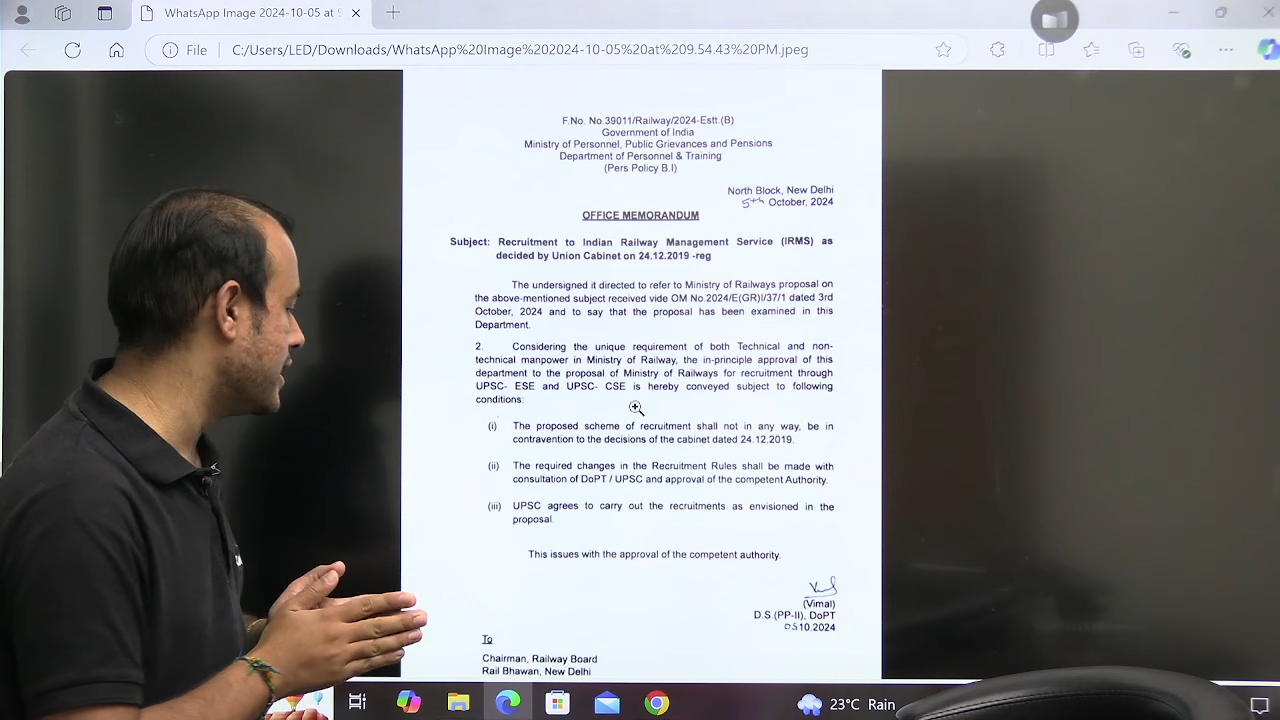 WhatsApp Image 2024-10-05 at 9
File
C:/Users/LED/Downloads/WhatsApp%20Image%202024-10-05%20at%209.54.43%20PM.jpeg
F.No. No.39011/Railway/2024-Estt.(B)
Government of India
Ministry of Personnel, Public Grievances and Pensions
Department of Personnel & Training
(Pers Policy B.I)
North Block, New Delhi
5th October, 2024
OFFICE MEMORANDUM
Subject: Recruitment to Indian Railway Management Service (IRMS) as
decided by Union Cabinet on 24.12.2019 -reg
The undersigned it directed to refer to Ministry of Railways proposal on
the above-mentioned subject received vide OM No.2024/E(GR)I/37/1 dated 3rd
October, 2024 and to say that the proposal has been examined in this
Department.
2. Considering the unique requirement of both Technical and non-
technical manpower in Ministry of Railway, the in-principle approval of this
department to the proposal of Ministry of Railways for recruitment through
UPSC- ESE and UPSC- CSE is hereby conveyed subject to following
conditions:
(i) The proposed scheme of recruitment shall not in any way, be in
contravention to the decisions of the cabinet dated 24.12.2019.
(ii) The required changes in the Recruitment Rules shall be made with
consultation of DoPT / UPSC and approval of the competent Authority.
(iii) UPSC agrees to carry out the recruitments as envisioned in the
proposal.
This issues with the approval of the competent authority.
(Vimal)
D.S.(PP-II), DoPT
05.10.2024
To
Chairman, Railway Board
Rail Bhawan, New Delhi
23°C Rain